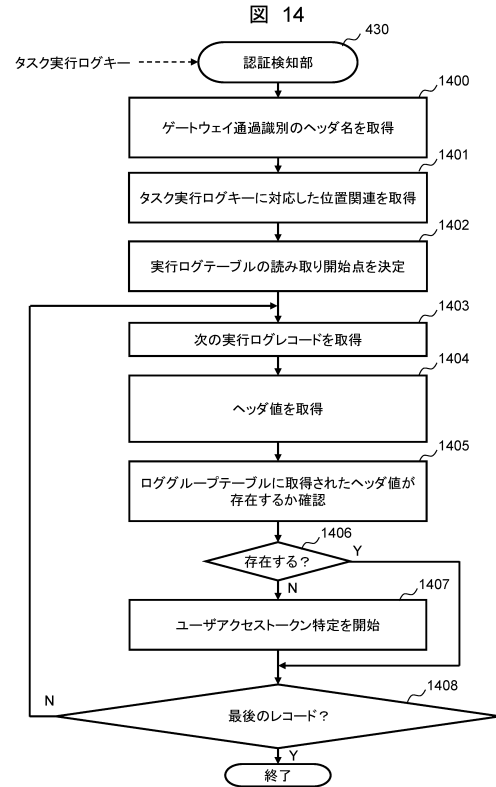 図 14
430
タスク実行ログキー
認証検知部
1400
ゲートウェイ通過識別のヘッダ名を取得
1401
タスク実行ログキーに対応した位置関連を取得
1402
実行ログテーブルの読み取り開始点を決定
1403
次の実行ログレコードを取得
1404
ヘッダ値を取得
1405
ロググループテーブルに取得されたヘッダ値が
存在するか確認
1406
存在する？
Y
N
1407
ユーザアクセストークン特定を開始
1408
N
最後のレコード？
Y
終了